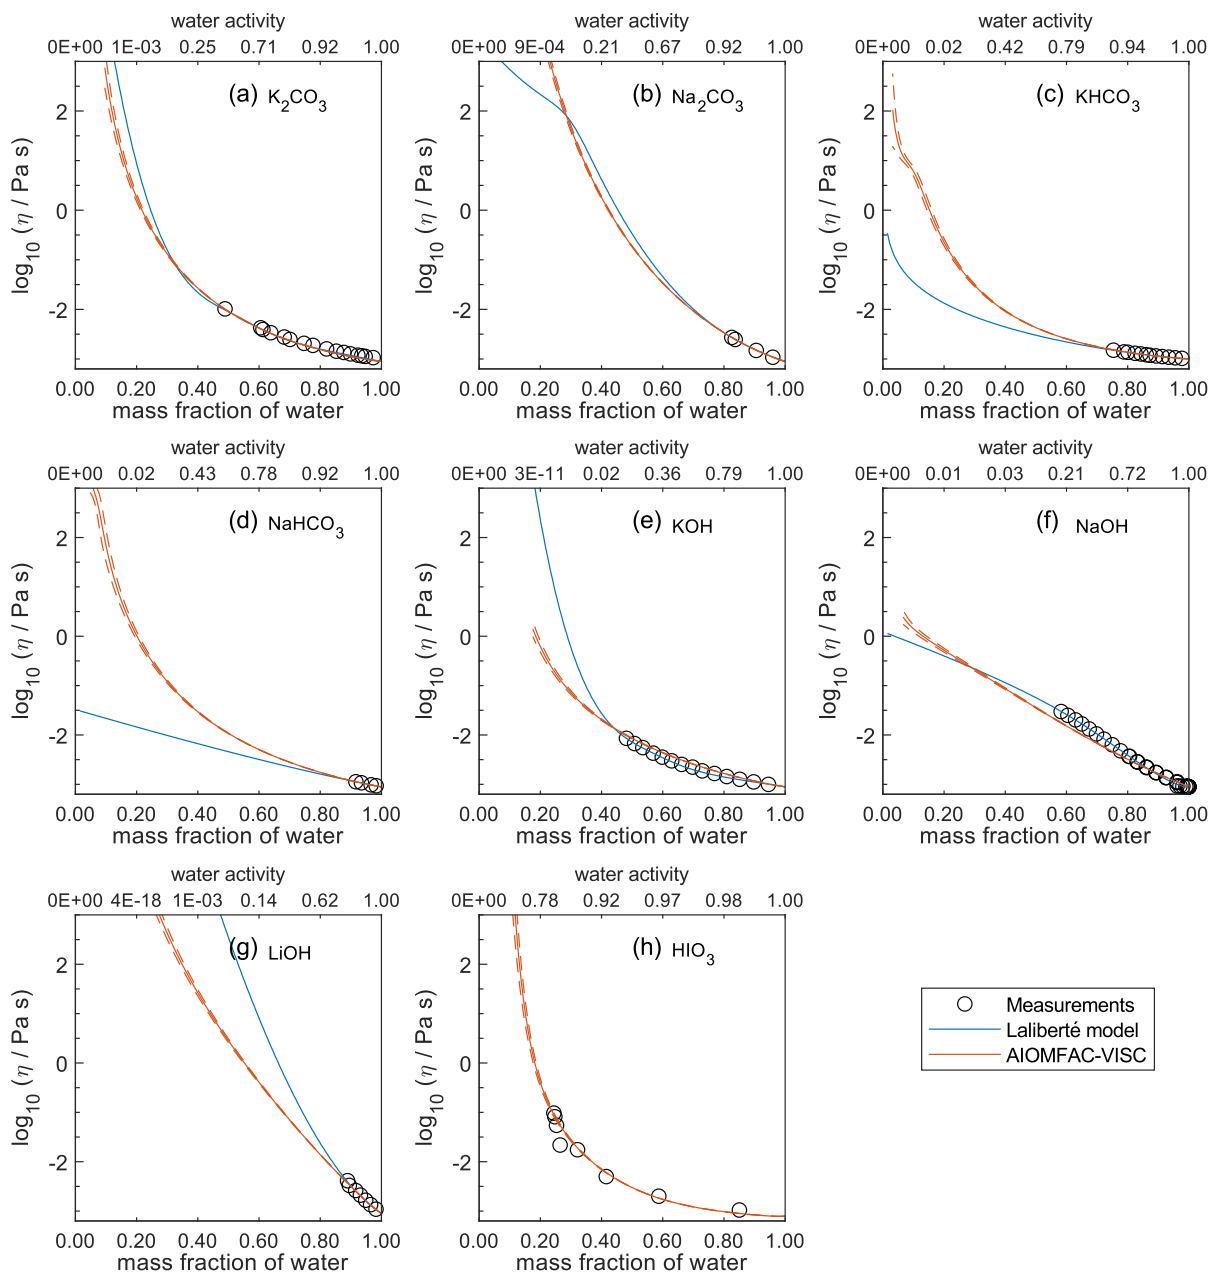 water activity
0E+00 1E-03 0.25 0.71 0.92 1.00
(a) K2CO3
log10 (η / Pa s)
2
0
-2
0.00 0.20 0.40 0.60 0.80 1.00
mass fraction of water
water activity
0E+00 9E-04 0.21 0.67 0.92 1.00
(b) Na2CO3
log10 (η / Pa s)
2
0
-2
0.00 0.20 0.40 0.60 0.80 1.00
mass fraction of water
water activity
0E+00 0.02 0.42 0.79 0.94 1.00
(c) KHCO3
log10 (η / Pa s)
2
0
-2
0.00 0.20 0.40 0.60 0.80 1.00
mass fraction of water
water activity
0E+00 0.02 0.43 0.78 0.92 1.00
(d) NaHCO3
log10 (η / Pa s)
2
0
-2
0.00 0.20 0.40 0.60 0.80 1.00
mass fraction of water
water activity
0E+00 3E-11 0.02 0.36 0.79 1.00
(e) KOH
log10 (η / Pa s)
2
0
-2
0.00 0.20 0.40 0.60 0.80 1.00
mass fraction of water
water activity
0E+00 0.01 0.03 0.21 0.72 1.00
(f) NaOH
log10 (η / Pa s)
2
0
-2
0.00 0.20 0.40 0.60 0.80 1.00
mass fraction of water
water activity
0E+00 4E-18 1E-03 0.14 0.62 1.00
(g) LiOH
log10 (η / Pa s)
2
0
-2
0.00 0.20 0.40 0.60 0.80 1.00
mass fraction of water
water activity
0E+00 0.78 0.92 0.97 0.98 1.00
(h) HIO3
log10 (η / Pa s)
2
0
-2
0.00 0.20 0.40 0.60 0.80 1.00
mass fraction of water
Measurements
Laliberté model
AIOMFAC-VISC